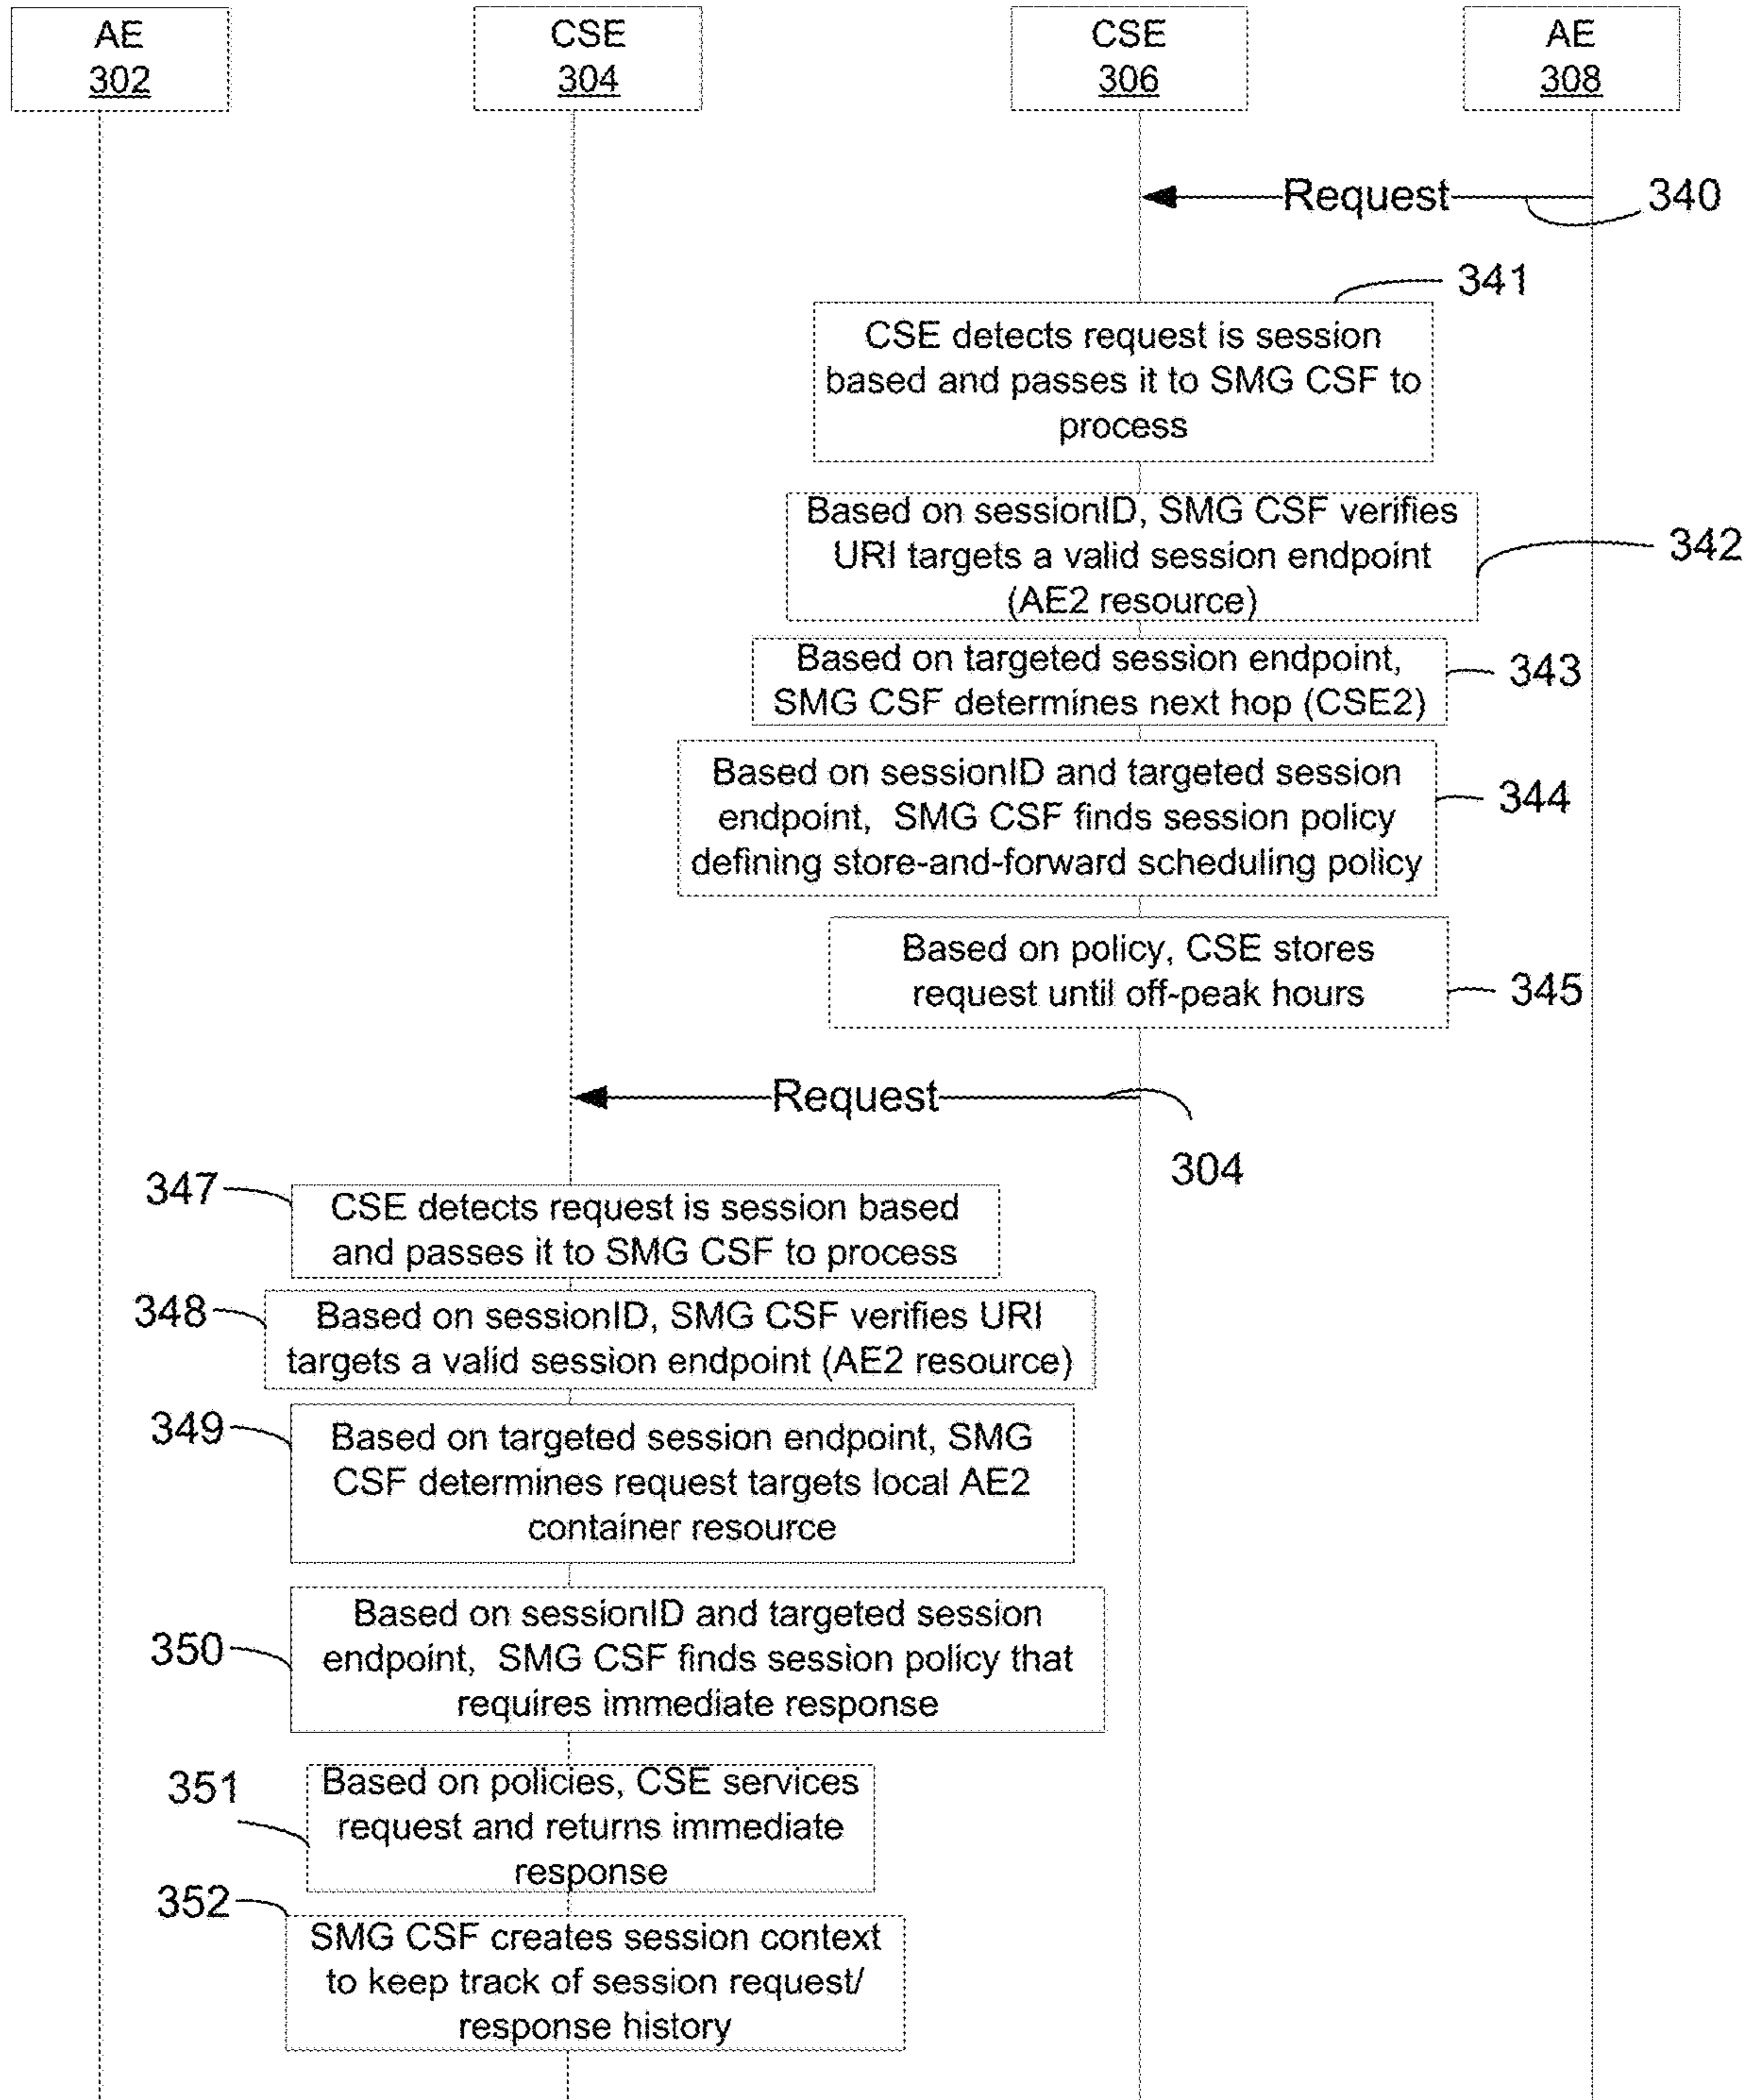 AE
302
CSE
304
CSE
306
AE
308
Request
340
341
CSE detects request is session
based and passes it to SMG CSF to
process
Based on sessionID, SMG CSF verifies
URI targets a valid session endpoint
(AE2 resource)
342
Based on targeted session endpoint,
SMG CSF determines next hop (CSE2)
343
Based on sessionID and targeted session
endpoint, SMG CSF finds session policy
defining store-and-forward scheduling policy
344
Based on policy, CSE stores
request until off-peak hours
345
Request
304
347
CSE detects request is session based
and passes it to SMG CSF to process
348
Based on sessionID, SMG CSF verifies URI
targets a valid session endpoint (AE2 resource)
349
Based on targeted session endpoint, SMG
CSF determines request targets local AE2
container resource
350
Based on sessionID and targeted session
endpoint, SMG CSF finds session policy that
requires immediate response
351
Based on policies, CSE services
request and returns immediate
response
352
SMG CSF creates session context
to keep track of session request/
response history